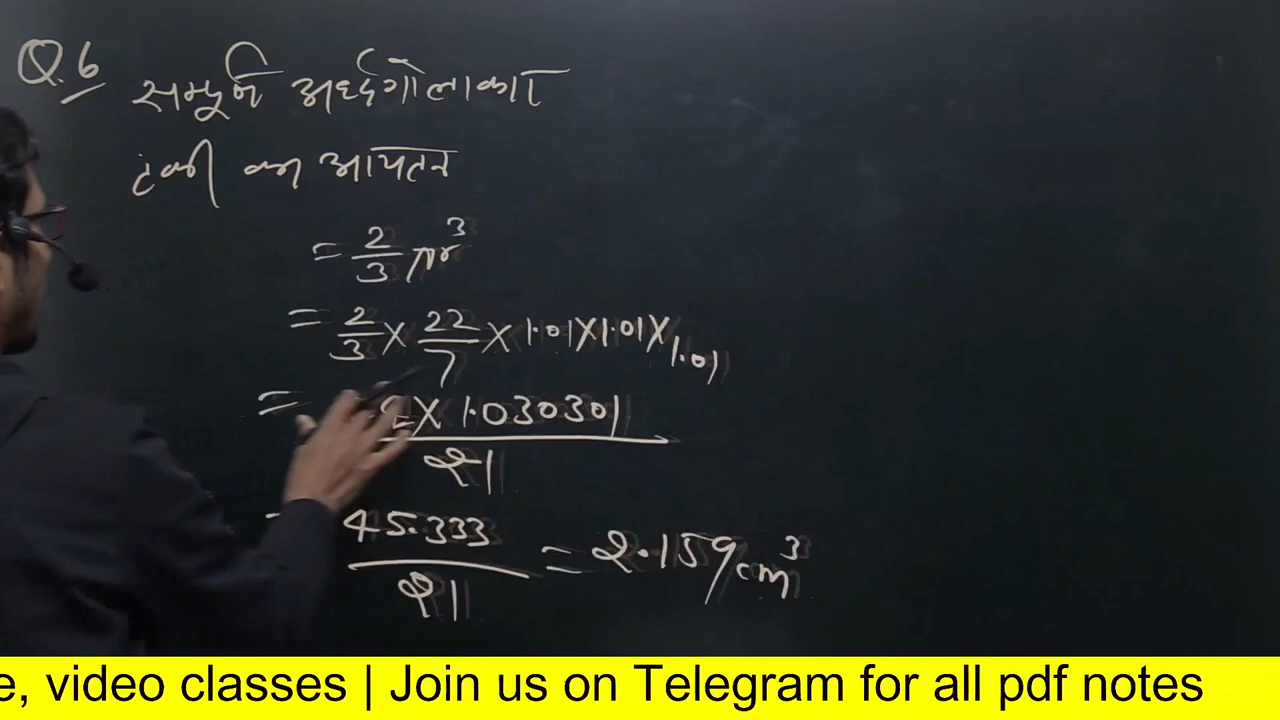 Q.6
सम्पूर्ण अर्ध्दगोलाकार
टंकी का आयतन
= 2/3 πr³
= 2/3 × 22/7 × 1.01×1.01×1.01
= × 1.030301 / 21
= 45.333 / 21 = 2.159 cm³
e, video classes | Join us on Telegram for all pdf notes